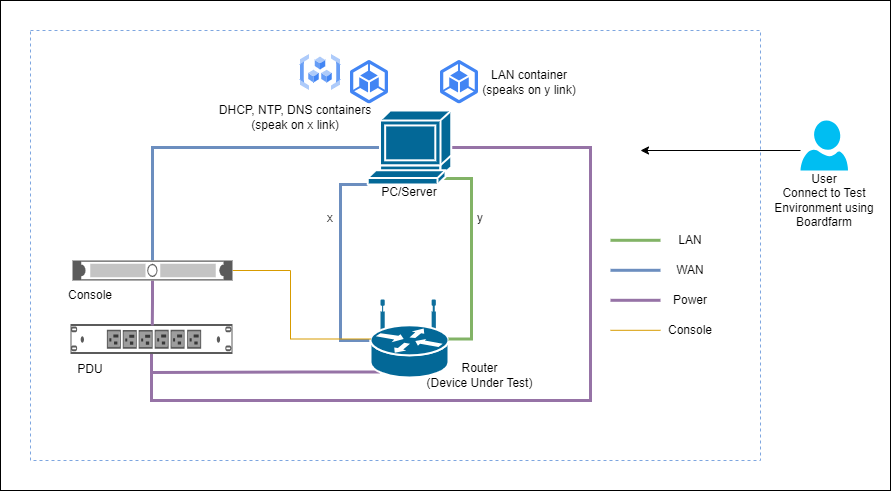 LAN container
(speaks on y link)
DHCP, NTP, DNS containers
(speak on x link)
PC/Server
User
Connect to Test
Environment using
Boardfarm
x
y
LAN
WAN
Power
Console
Console
PDU
Router
(Device Under Test)